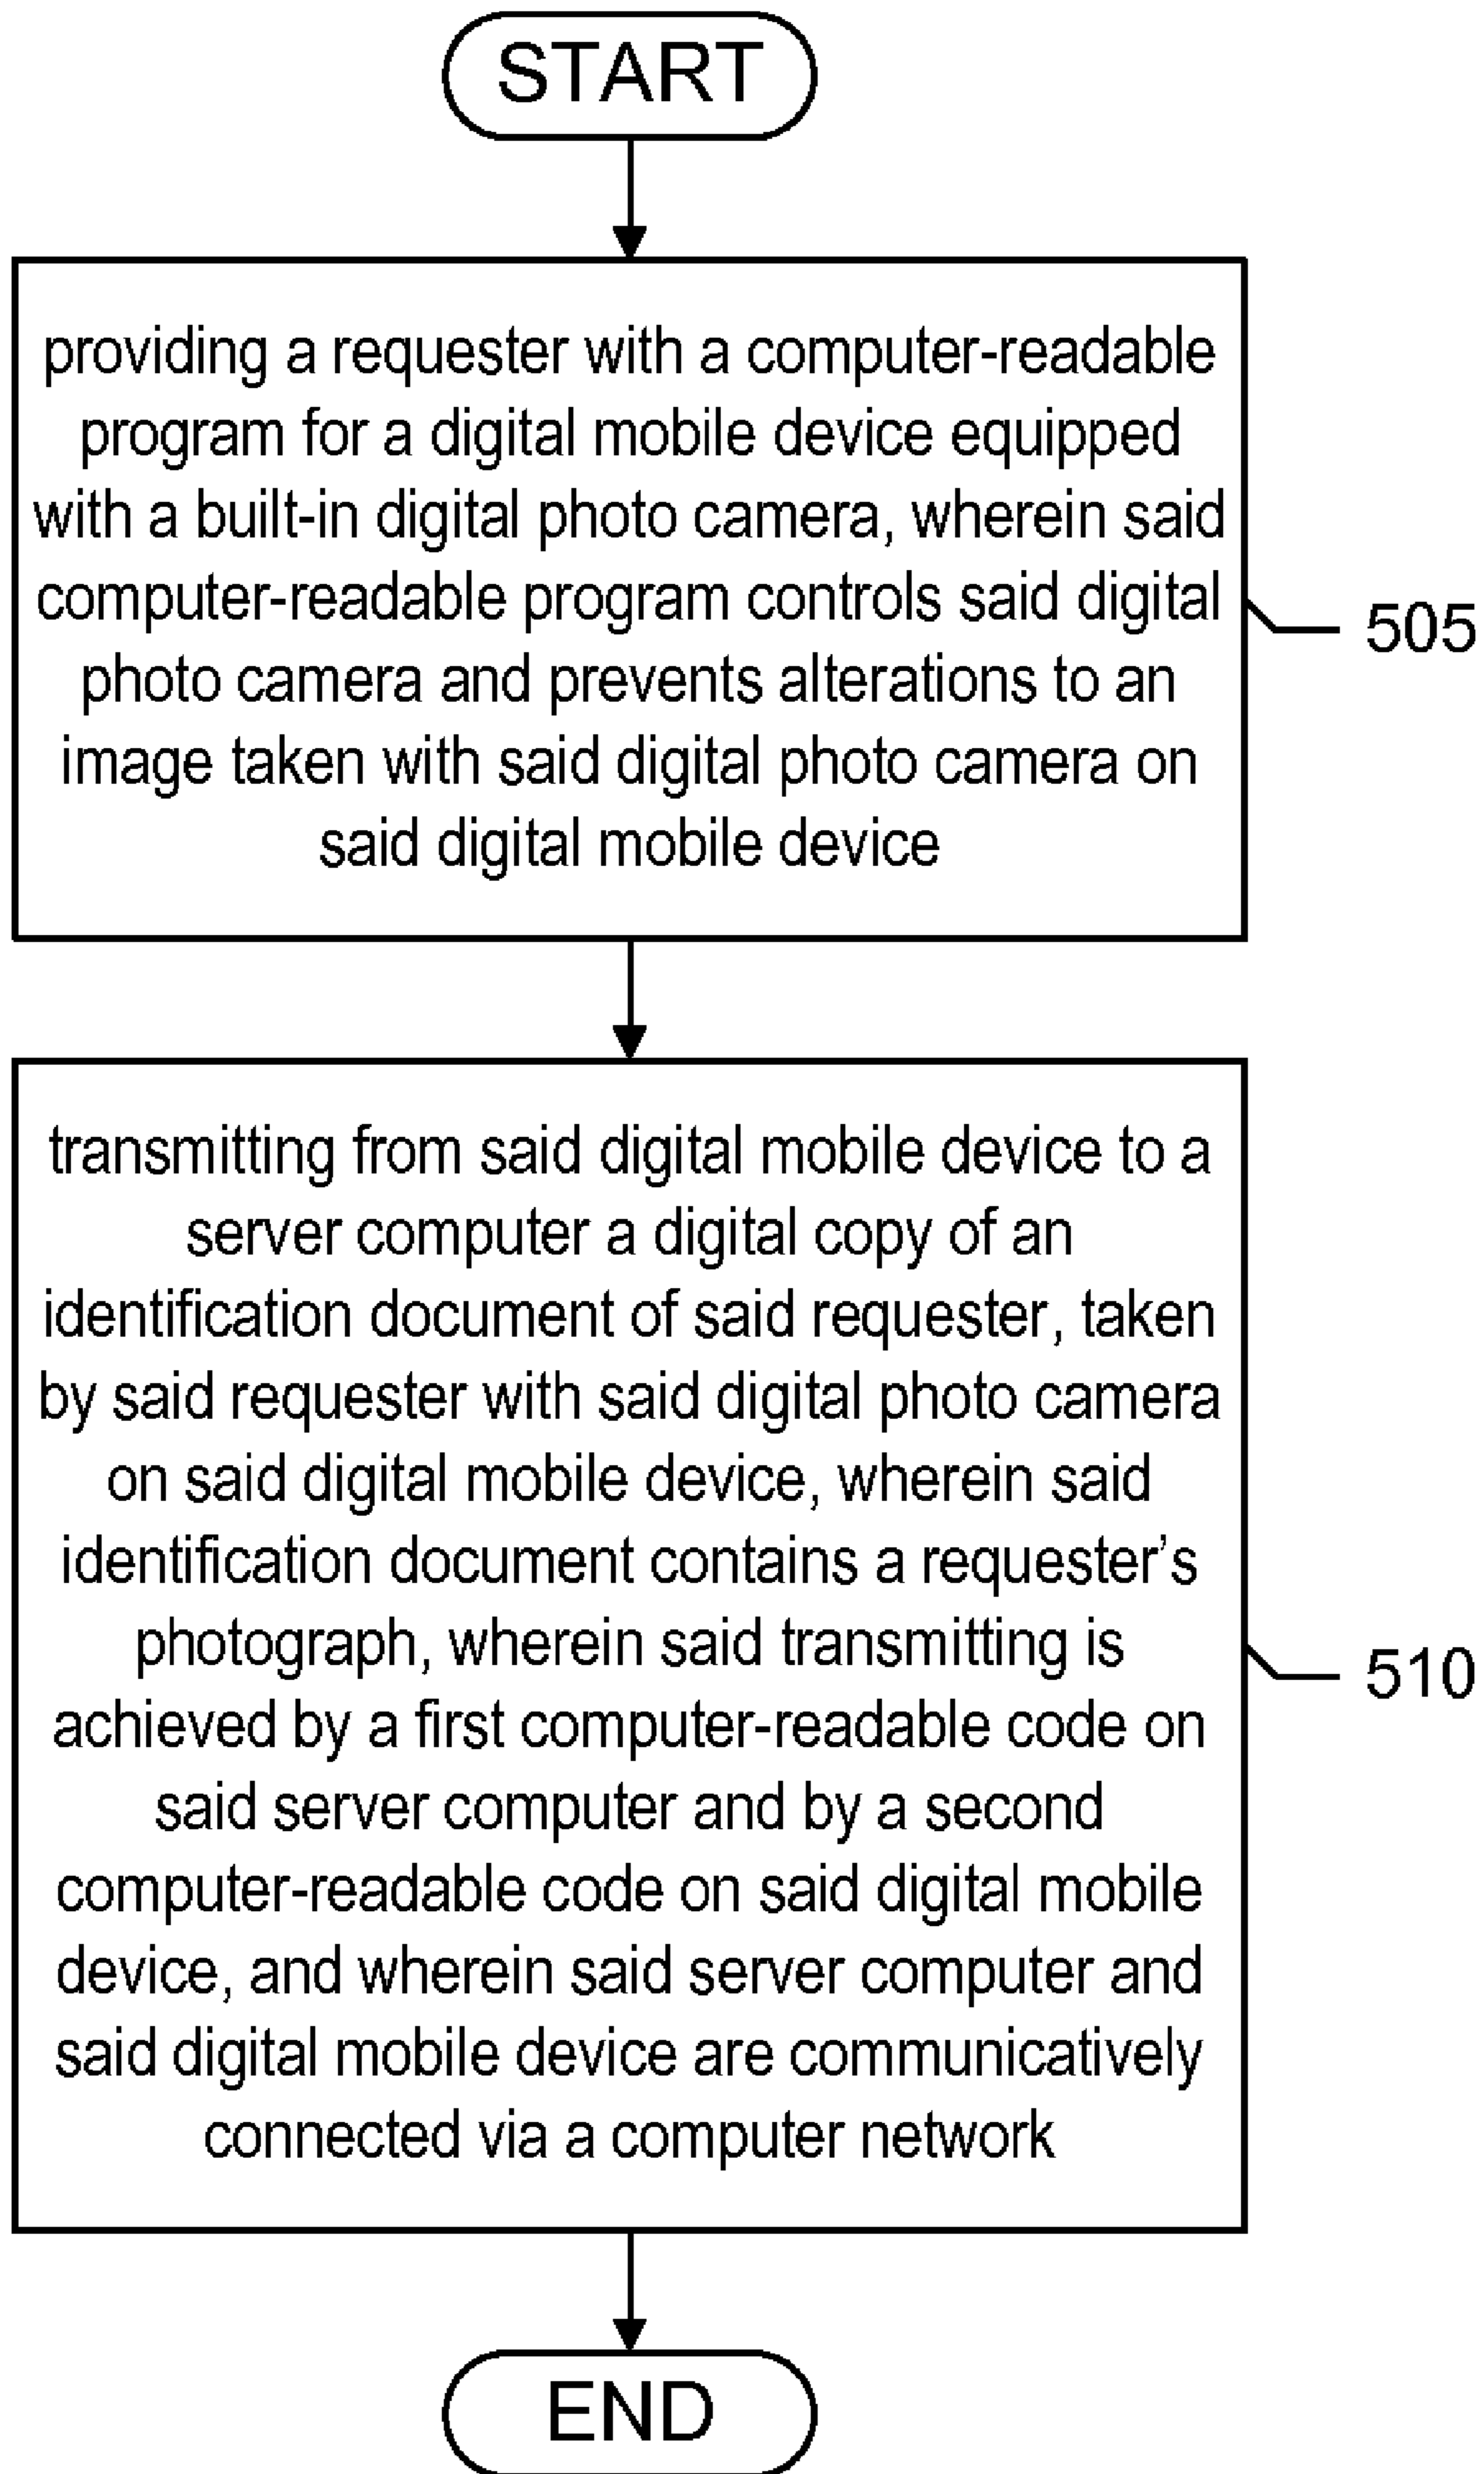 START
providing a requester with a computer-readable
program for a digital mobile device equipped
with a built-in digital photo camera, wherein said
computer-readable program controls said digital
photo camera and prevents alterations to an
image taken with said digital photo camera on
said digital mobile device
505
transmitting from said digital mobile device to a
server computer a digital copy of an
identification document of said requester, taken
by said requester with said digital photo camera
on said digital mobile device, wherein said
identification document contains a requester’s
photograph, wherein said transmitting is
achieved by a first computer-readable code on
said server computer and by a second
computer-readable code on said digital mobile
device, and wherein said server computer and
said digital mobile device are communicatively
connected via a computer network
510
END